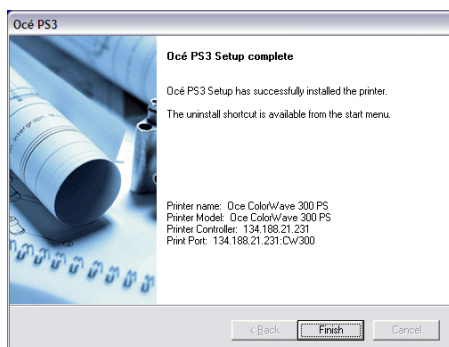 Océ PS3
Océ PS3 Setup complete
Océ PS3 Setup has successfully installed the printer.
The uninstall shortcut is available from the start menu.
Printer name: Oce ColorWave 300 PS
Printer Model: Oce ColorWave 300 PS
Printer Controller: 134.188.21.231
Print Port: 134.188.21.231:CW300
< Back
Finish
Cancel